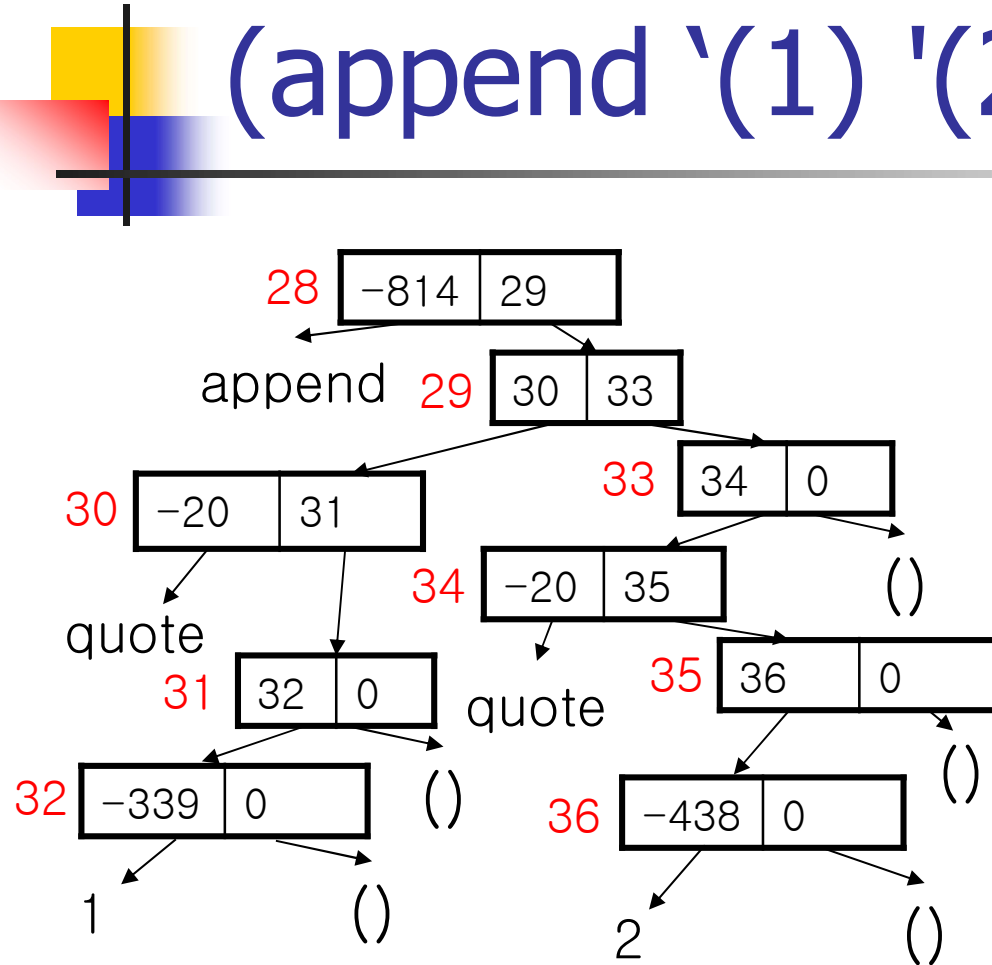 (append `(1) '(2
28 -814 29
append 29 30 33
30 -20 31
33 34 0
quote
34 -20 35
()
31 32 0
quote
35 36 0
32 -339 0
()
36 -438 0
()
1
()
2
()